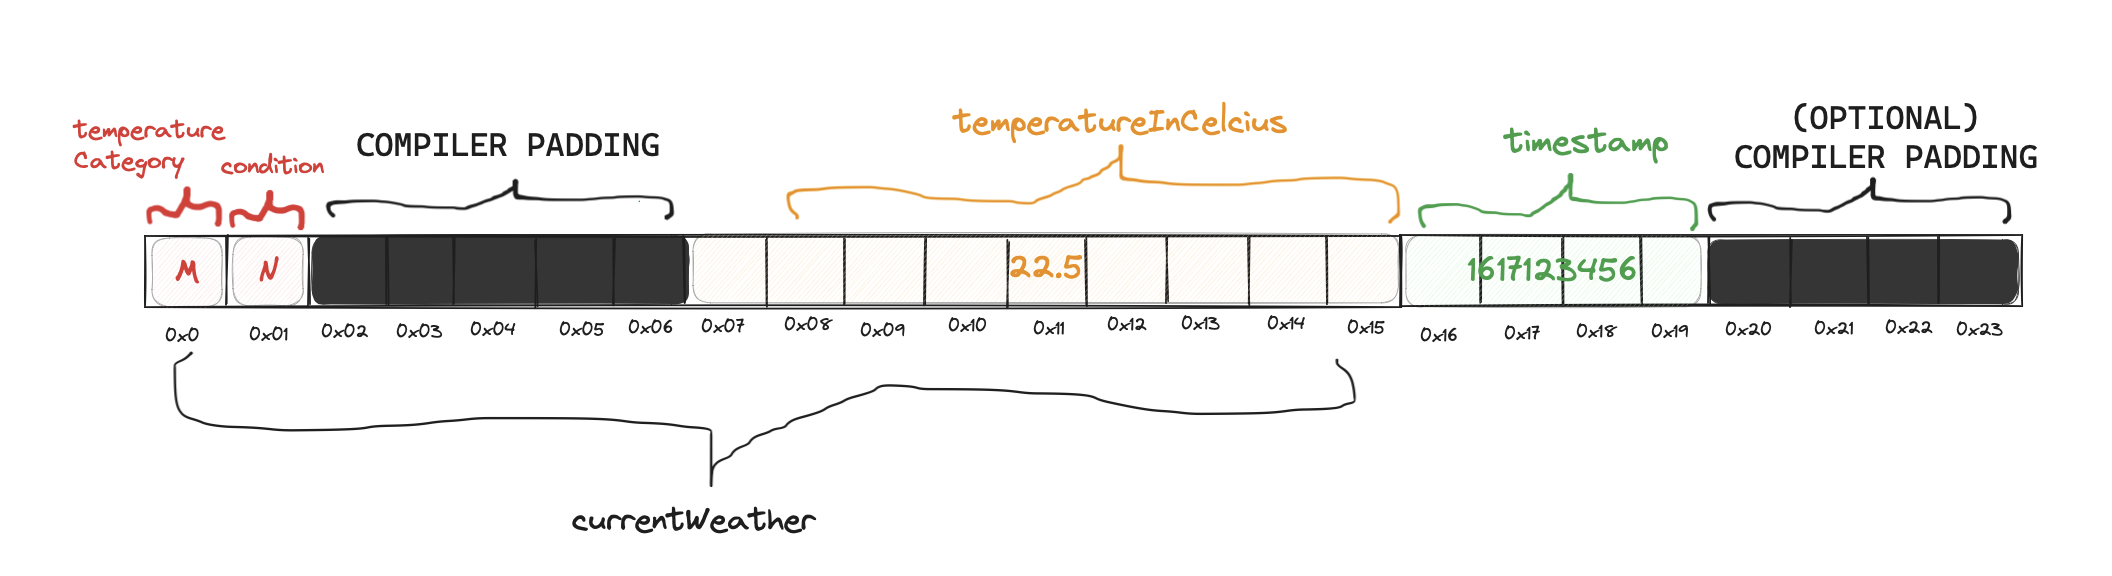 temperature
Category
condition
COMPILER PADDING
temperatureInCelcius
timestamp
(OPTIONAL)
COMPILER PADDING
M N 22.5 1617123456
0x0 0x01 0x02 0x03 0x04 0x05 0x06 0x07 0x08 0x09 0x10 0x11 0x12 0x13 0x14 0x15 0x16 0x17 0x18 0x19 0x20 0x21 0x22 0x23
currentWeather